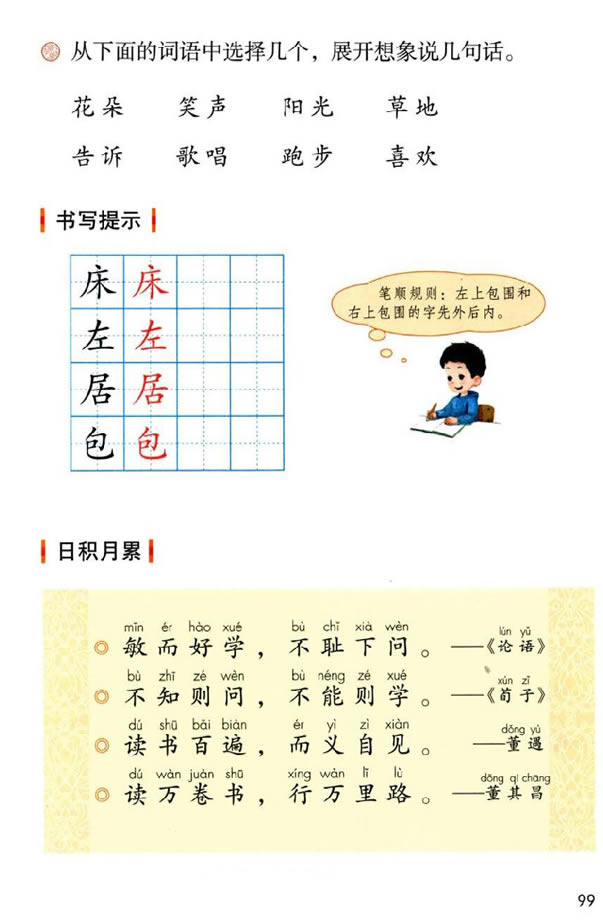 从下面的词语中选择几个，展开想象说几句话。
花朵 笑声 阳光 草地
告诉 歌唱 跑步 喜欢
书写提示
床 床
左 左
居 居
包 包
笔顺规则：左上包围和
右上包围的字先外后内。
日积月累
mǐn ér hào xué bù chǐ xià wèn lún yǔ
敏而好学，不耻下问。——《论语》
bù zhī zé wèn bù néng zé xué xún zǐ
不知则问，不能则学。——《荀子》
dú shū bǎi biàn ér yì zì xiàn dǒng yù
读书百遍，而义自见。——董遇
dú wàn juàn shū xíng wàn lǐ lù dǒng qí chāng
读万卷书，行万里路。——董其昌
99